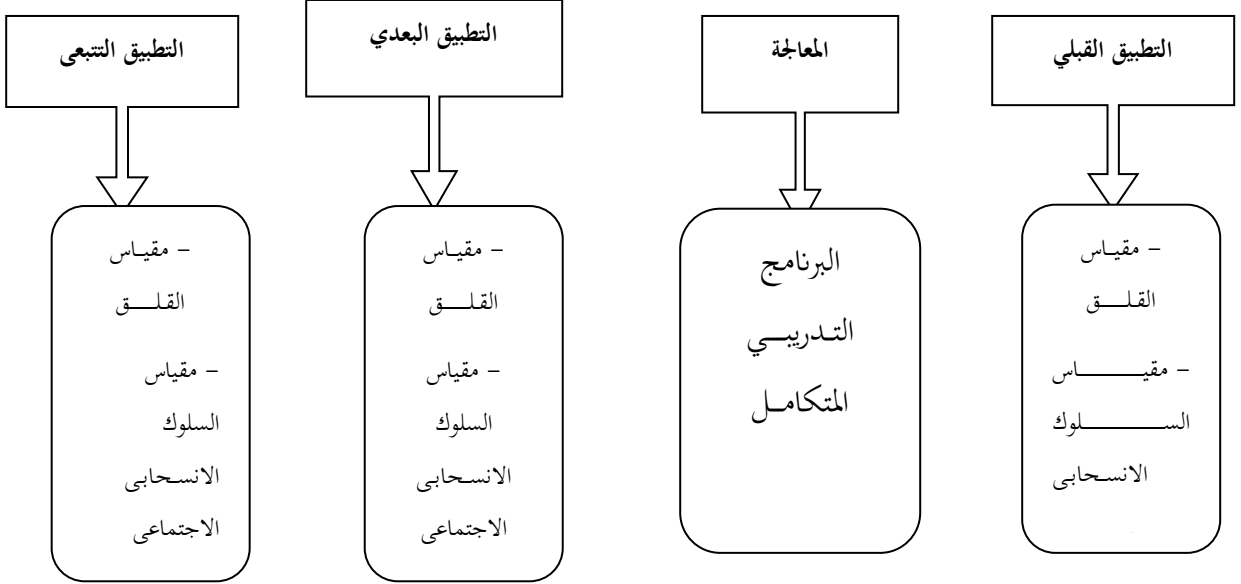 التطبيق القبلي
المعالجة
التطبيق البعدي
التطبيق التتبعى
– مقياس
القلق
– مقياس
السلوك
الانسحابى
البرنامج
التدريبي
المتكامل
– مقياس
القلق
– مقياس
السلوك
الانسحابى
الاجتماعى
– مقياس
القلق
– مقياس
السلوك
الانسحابى
الاجتماعى